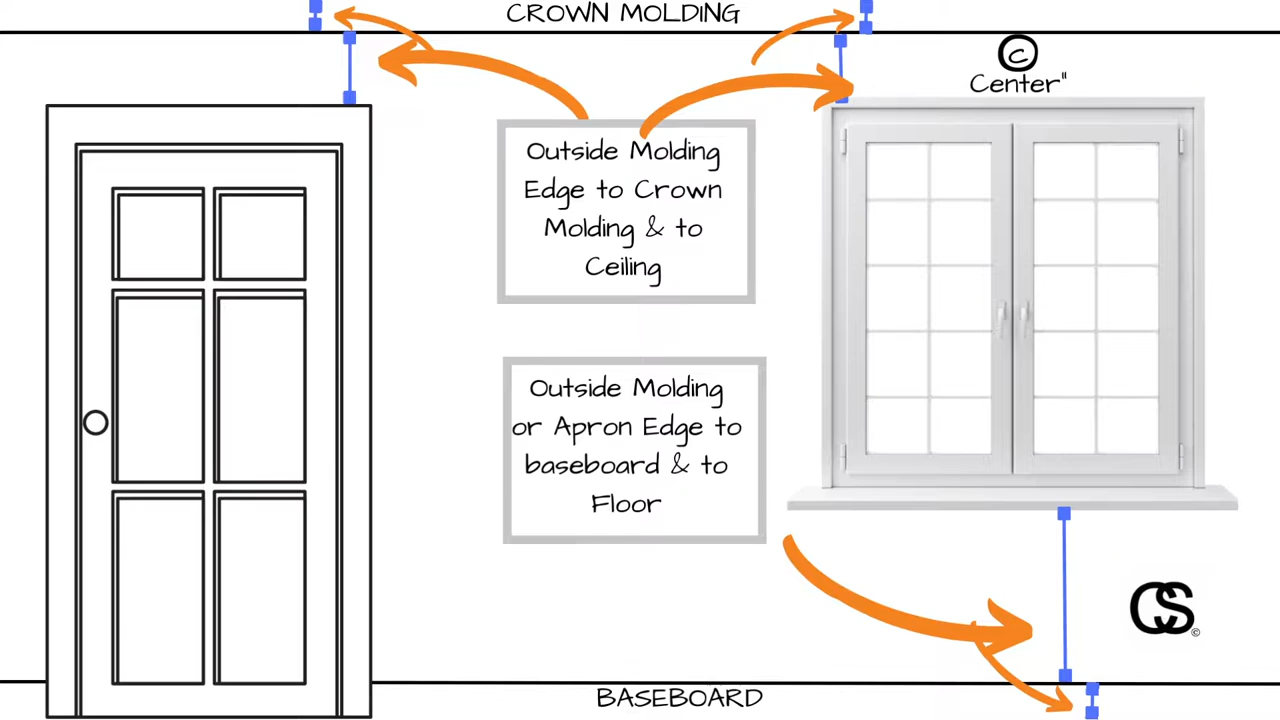 CROWN MOLDING
©
Center"
Outside Molding
Edge to Crown
Molding & to
Ceiling
Outside Molding
or Apron Edge to
baseboard & to
Floor
CS©
BASEBOARD